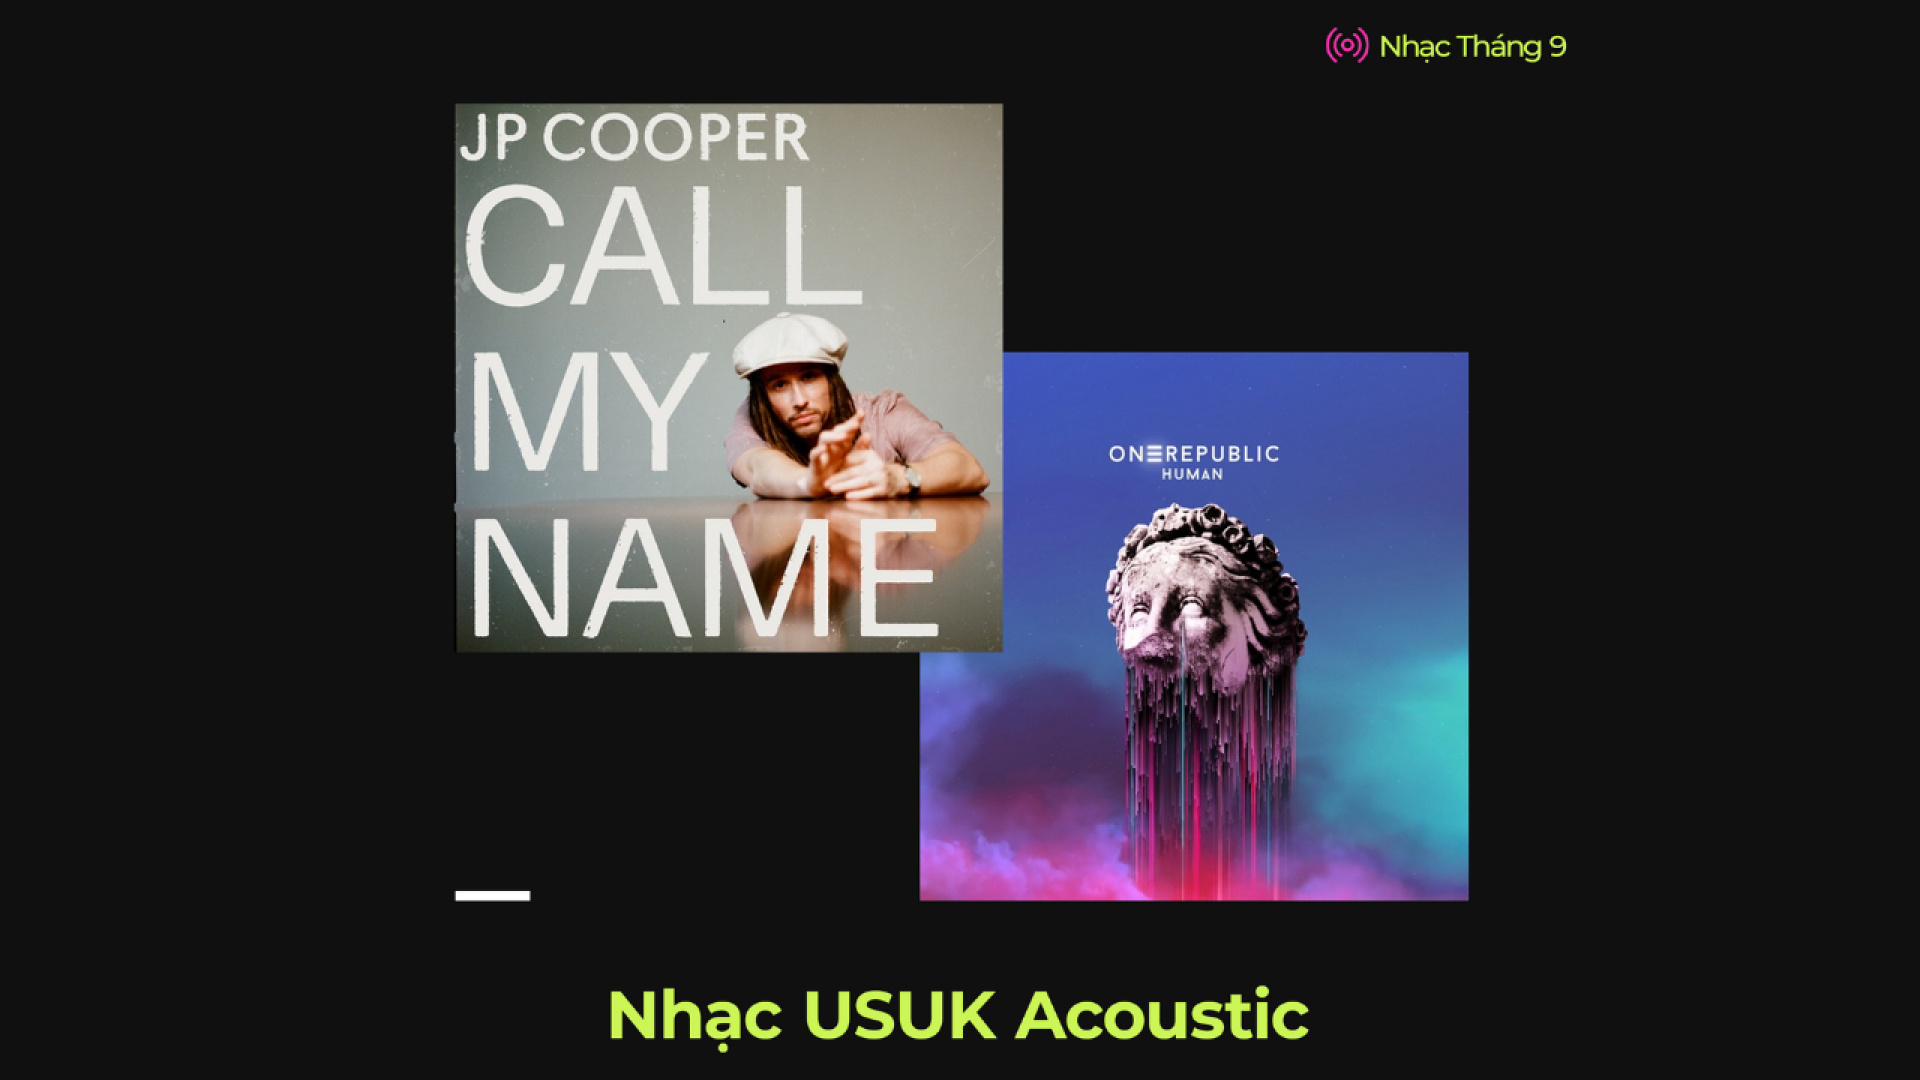 Nhạc Tháng 9
JP COOPER
CALL
MY
NAME
ONEREPUBLIC
HUMAN
Nhạc USUK Acoustic